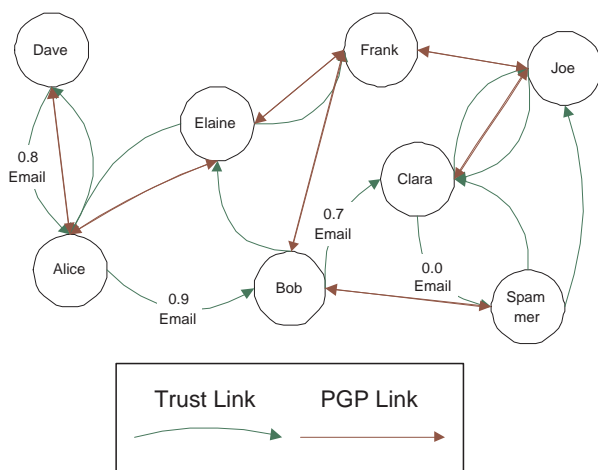 Dave
Frank
Joe
Elaine
0.8
Email
Clara
0.7
Email
Alice
0.9
Email
Bob
0.0
Email
Spam
mer
Trust Link
PGP Link